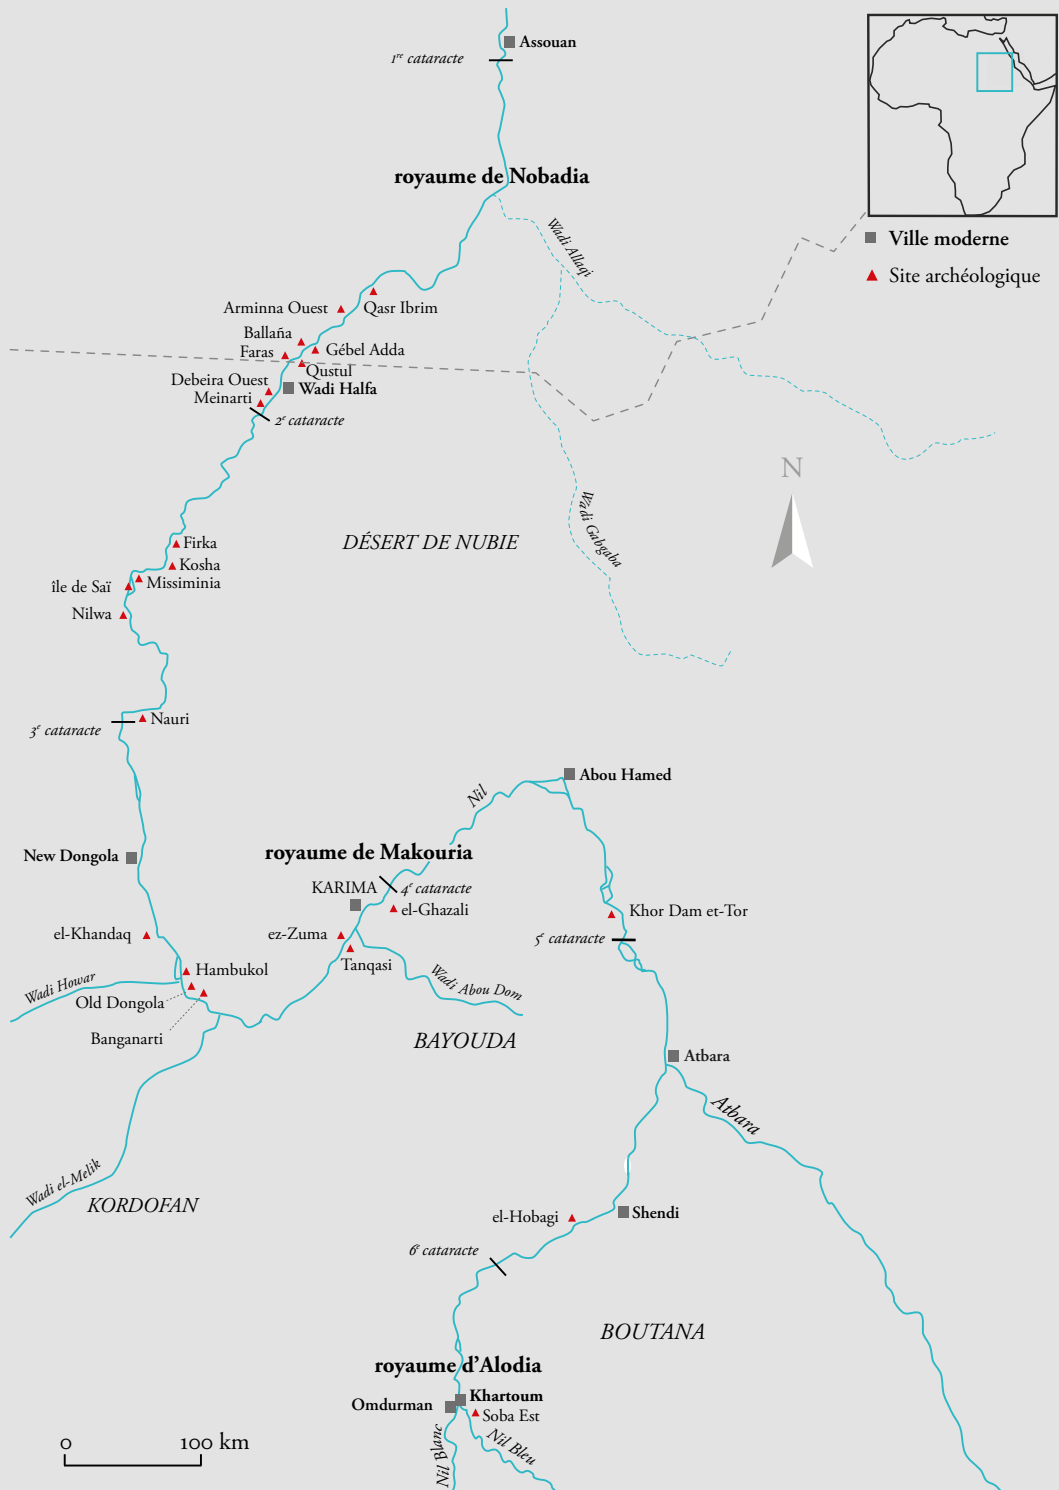 Assouan
1re cataracte
royaume de Nobadia
Wadi Allaqi
Ville moderne
Site archéologique
Arminna Ouest
Qasr Ibrim
Ballaña
Faras
Gébel Adda
Qustul
Debeira Ouest
Wadi Halfa
Meinarti
2e cataracte
N
Wadi Gabgaba
DÉSERT DE NUBIE
Firka
Kosha
île de Saï
Missiminia
Nilwa
Nauri
3e cataracte
Abou Hamed
Nil
New Dongola
royaume de Makouria
KARIMA
4e cataracte
el-Ghazali
Khor Dam et-Tor
el-Khandaq
ez-Zuma
5e cataracte
Tanqasi
Hambukol
Wadi Howar
Old Dongola
Wadi Abou Dom
Banganarti
BAYOUDA
Atbara
Atbara
Wadi el-Melik
KORDOFAN
el-Hobagi
Shendi
6e cataracte
BOUTANA
royaume d’Alodia
Khartoum
Omdurman
Soba Est
Nil Blanc
Nil Bleu
0 100 km